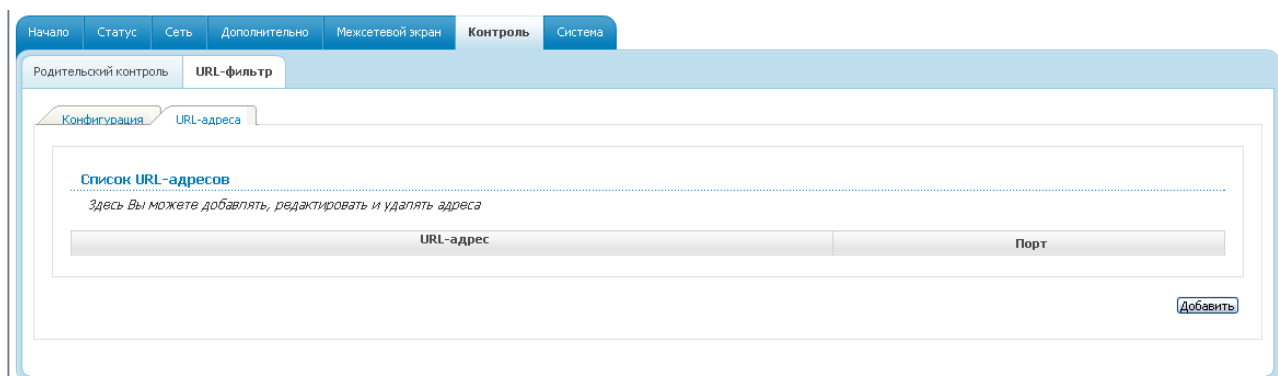 Начало Статус Сеть Дополнительно Межсетевой экран Контроль Система
Родительский контроль URL-фильтр
Конфигурация URL-адреса
Список URL-адресов
Здесь Вы можете добавлять, редактировать и удалять адреса
URL-адрес Порт
Добавить